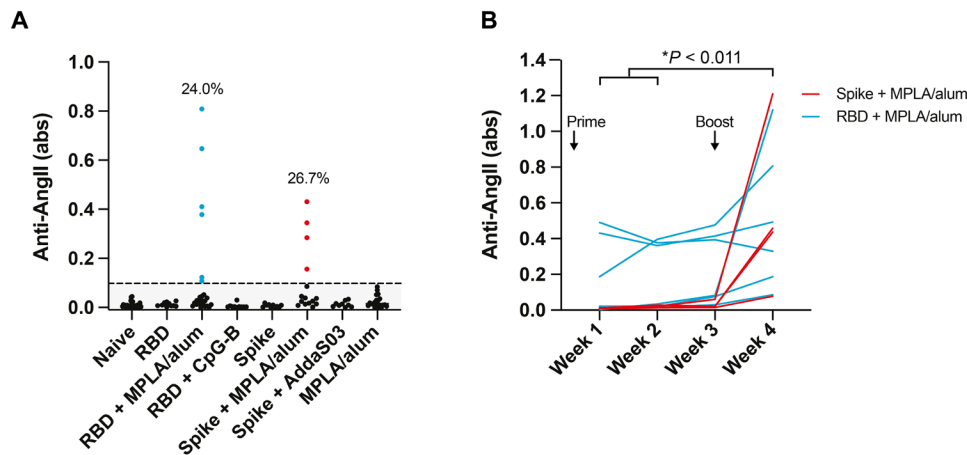 A
Anti-AngII (abs)
1.0
0.8
0.6
0.4
0.2
0.0
24.0%
26.7%
Naive
RBD
RBD + MPLA/alum
RBD + CpG-B
Spike
Spike + MPLA/alum
Spike + AddaS03
MPLA/alum
B
Anti-AngII (abs)
1.4
1.2
1.0
0.8
0.6
0.4
0.2
0.0
*P < 0.011
Prime
Boost
Week 1
Week 2
Week 3
Week 4
Spike + MPLA/alum
RBD + MPLA/alum